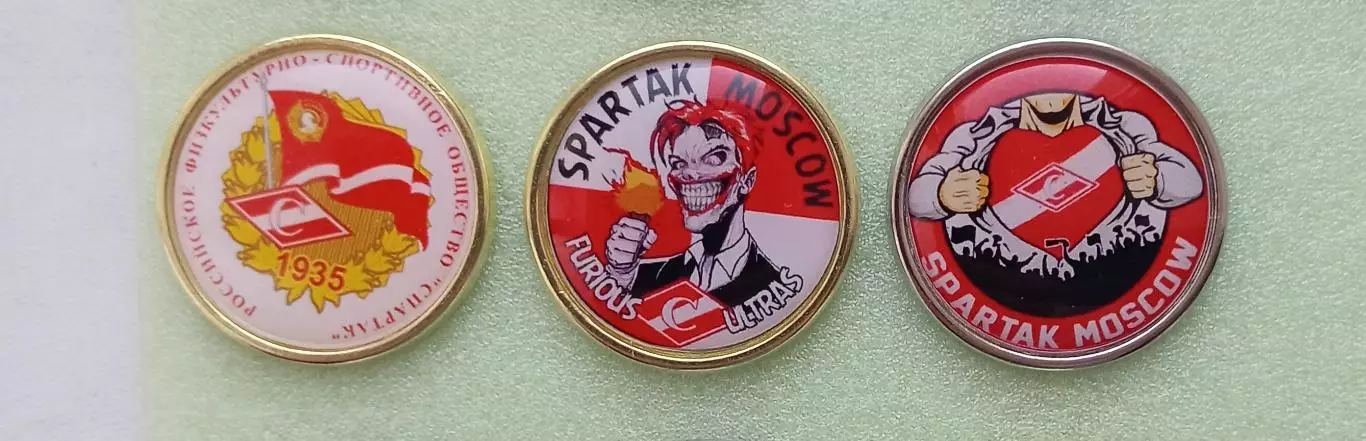 РОССИЙСКОЕ ФИЗКУЛЬТУРНО-СПОРТИВНОЕ ОБЩЕСТВО "СПАРТАК"
С
1935
SPARTAK MOSCOW
FURIOUS ULTRAS
С
С
SPARTAK MOSCOW